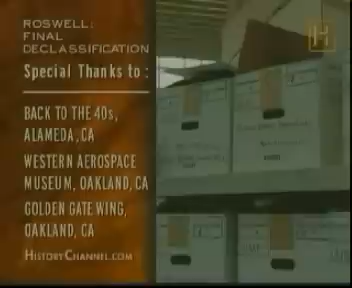 ROSWELL:
FINAL
DECLASSIFICATION
Special Thanks to :
BACK TO THE 40s,
ALAMEDA, CA
WESTERN AEROSPACE
MUSEUM, OAKLAND, CA
GOLDEN GATE WING,
OAKLAND, CA
HISTORYCHANNEL.COM
H